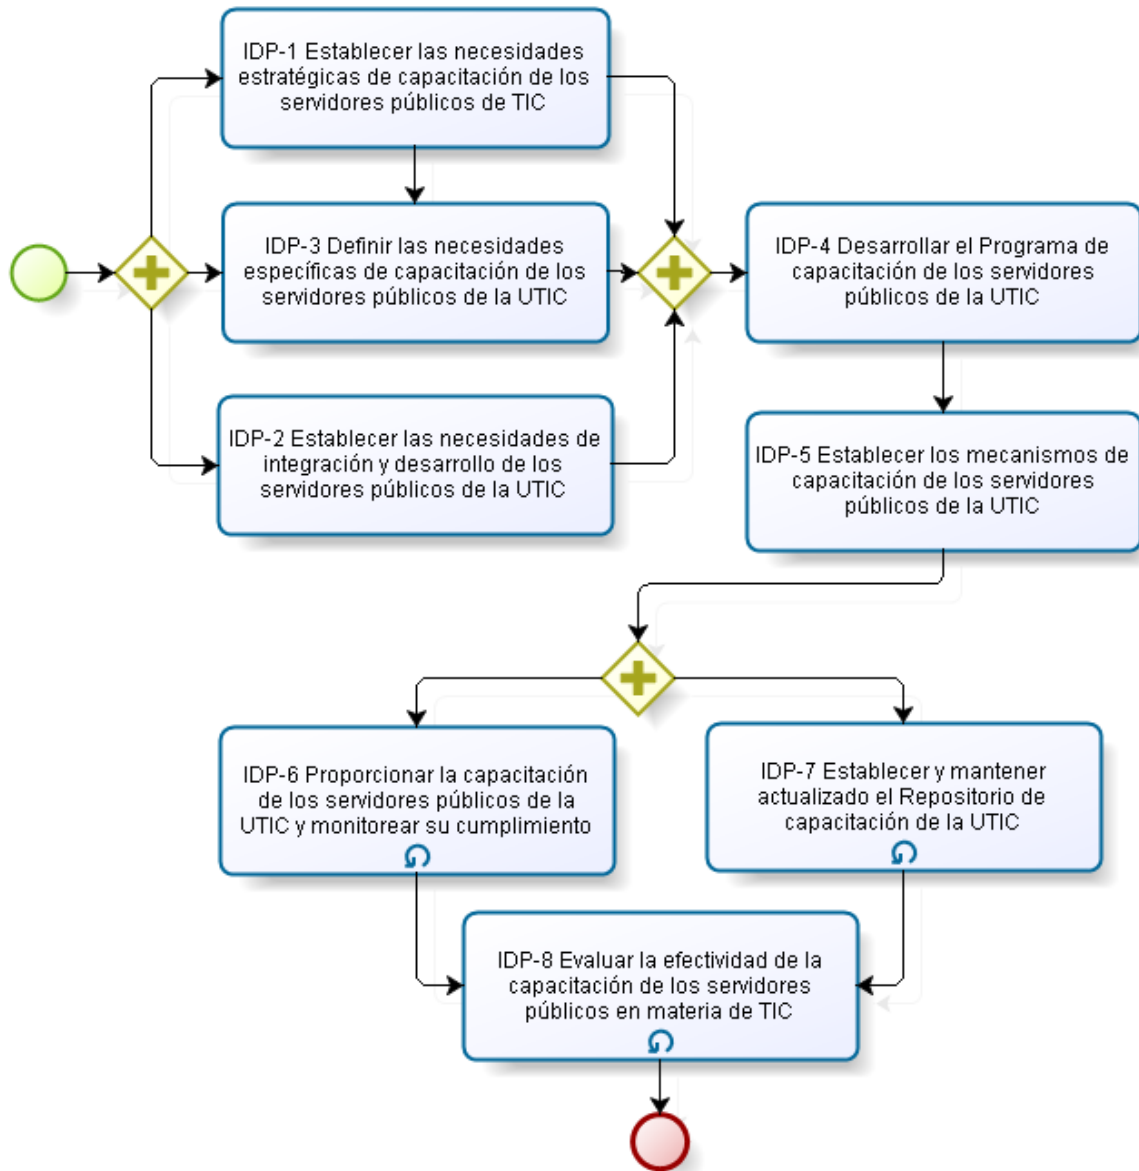 IDP-1 Establecer las necesidades
estratégicas de capacitación de los
servidores públicos de TIC
IDP-3 Definir las necesidades
específicas de capacitación de los
servidores públicos de la UTIC
IDP-2 Establecer las necesidades de
integración y desarrollo de los
servidores públicos de la UTIC
IDP-4 Desarrollar el Programa de
capacitación de los servidores
públicos de la UTIC
IDP-5 Establecer los mecanismos de
capacitación de los servidores
públicos de la UTIC
IDP-6 Proporcionar la capacitación
de los servidores públicos de la
UTIC y monitorear su cumplimiento
IDP-7 Establecer y mantener
actualizado el Repositorio de
capacitación de la UTIC
IDP-8 Evaluar la efectividad de la
capacitación de los servidores
públicos en materia de TIC